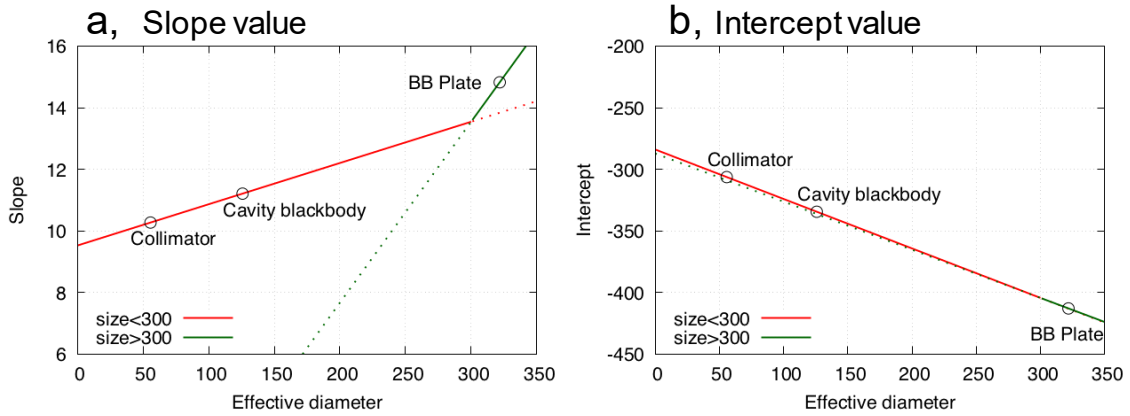 a, Slope value
16
14
12
10
8
6
Slope
BB Plate
Cavity blackbody
Collimator
size<300
size>300
0 50 100 150 200 250 300 350
Effective diameter
b, Intercept value
-200
-250
-300
-350
-400
-450
Intercept
Collimator
Cavity blackbody
BB Plate
size<300
size>300
0 50 100 150 200 250 300 350
Effective diameter